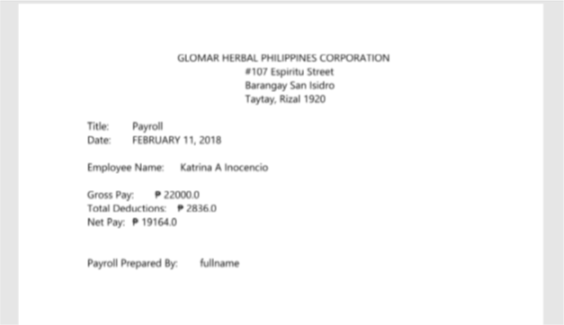 GLOMAR HERBAL PHILIPPINES CORPORATION
#107 Espiritu Street
Barangay San Isidro
Taytay, Rizal 1920
Title: Payroll
Date: FEBRUARY 11, 2018
Employee Name: Katrina A Inocencio
Gross Pay: ₱ 22000.0
Total Deductions: ₱ 2836.0
Net Pay: ₱ 19164.0
Payroll Prepared By: fullname